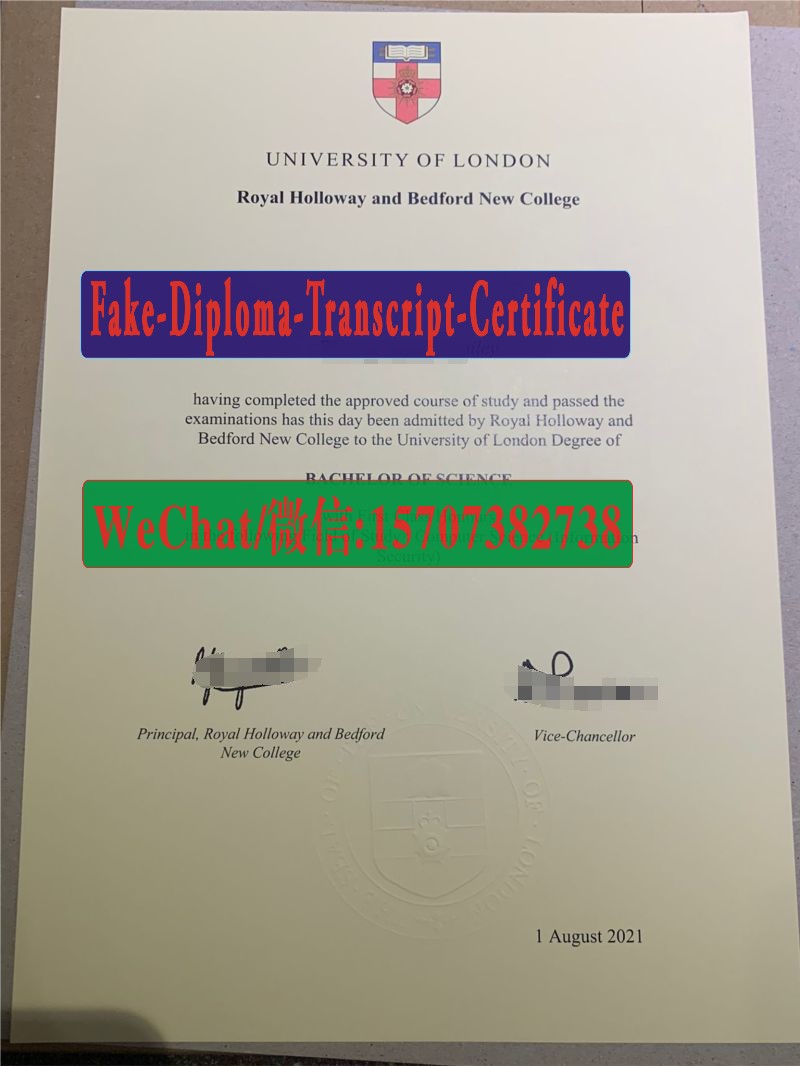 UNIVERSITY OF LONDON
Royal Holloway and Bedford New College
Fake-Diploma-Transcript-Certificate
having completed the approved course of study and passed the
examinations has this day been admitted by Royal Holloway and
Bedford New College to the University of London Degree of
BACHELOR OF SCIENCE
WeChat/微信:15707382738
Security)
Principal, Royal Holloway and Bedford
New College
Vice-Chancellor
OF · LONDON
1 August 2021